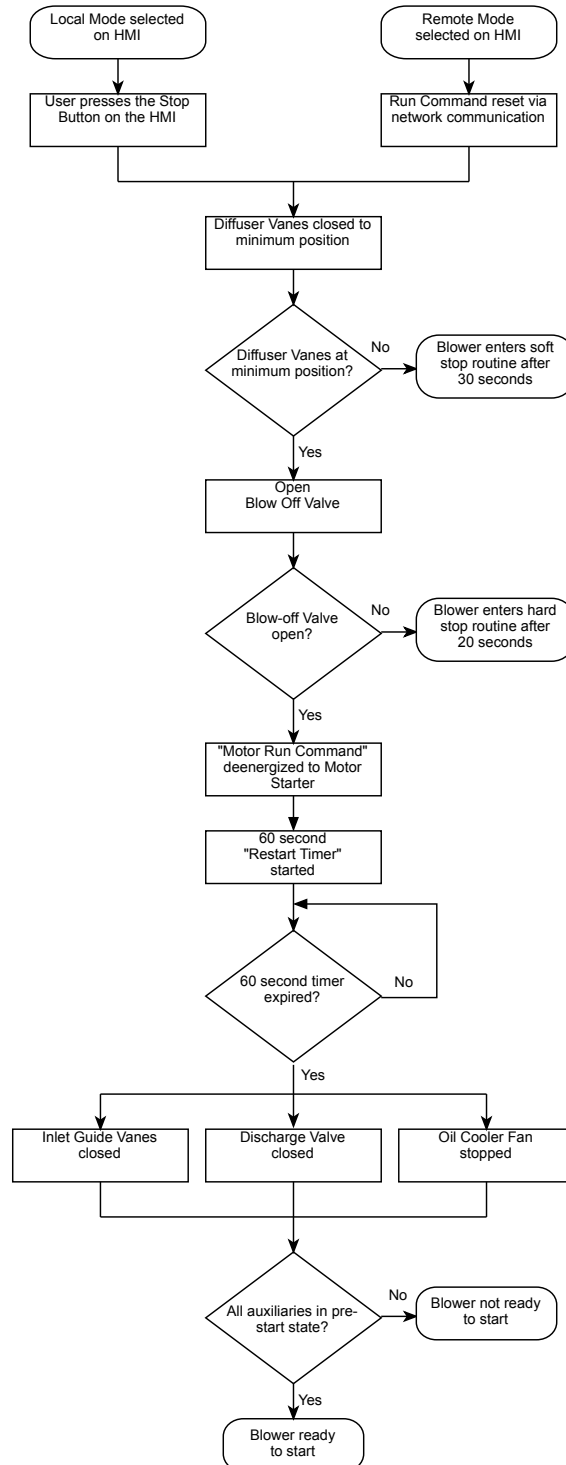 Local Mode selected
on HMI
Remote Mode
selected on HMI
User presses the Stop
Button on the HMI
Run Command reset via
network communication
Diffuser Vanes closed to
minimum position
Diffuser Vanes at
minimum position?
No
Blower enters soft
stop routine after
30 seconds
Yes
Open
Blow Off Valve
Blow-off Valve
open?
No
Blower enters hard
stop routine after
20 seconds
Yes
"Motor Run Command"
deenergized to Motor
Starter
60 second
"Restart Timer"
started
60 second timer
expired?
No
Yes
Inlet Guide Vanes
closed
Discharge Valve
closed
Oil Cooler Fan
stopped
All auxiliaries in pre-
start state?
No
Blower not ready
to start
Yes
Blower ready
to start